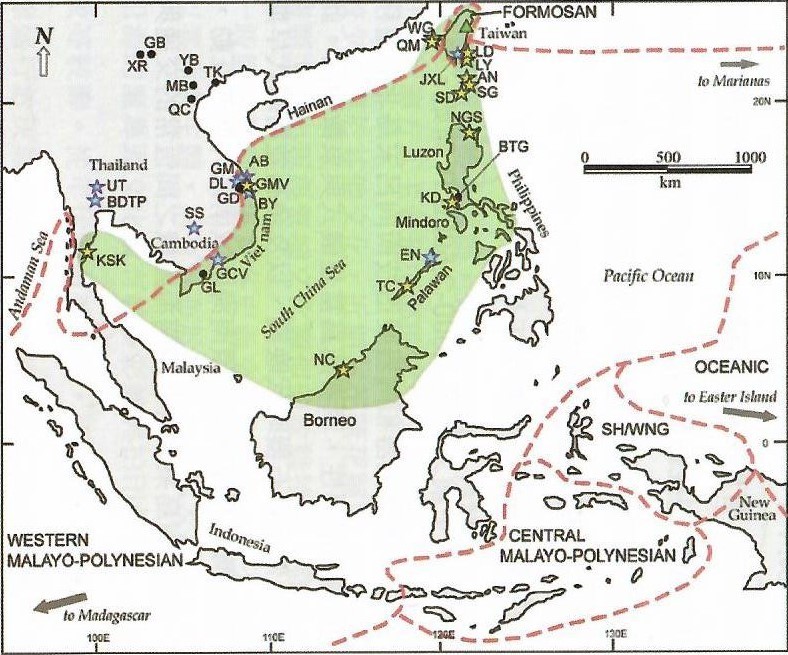 FORMOSAN
WG
QM
Taiwan
N
GB
XR
YB
TK
MB
QC
LD
LY
JXL
AN
SG
SD
to Marianas
20N
Hainan
NGS
Luzon
BTG
0 500 1000
km
Thailand
GM
AB
DL
GMV
GD
BY
UT
BDTP
SS
Cambodia
Viet nam
KD
Mindoro
Philippines
Andaman Sea
KSK
GCV
GL
EN
TC
Palawan
South China Sea
Pacific Ocean
10N
NC
Malaysia
Borneo
OCEANIC
to Easter Island
SH/WNG
0
New
Guinea
Indonesia
WESTERN
MALAYO-POLYNESIAN
CENTRAL
MALAYO-POLYNESIAN
to Madagascar
100E
110E
120E
120E